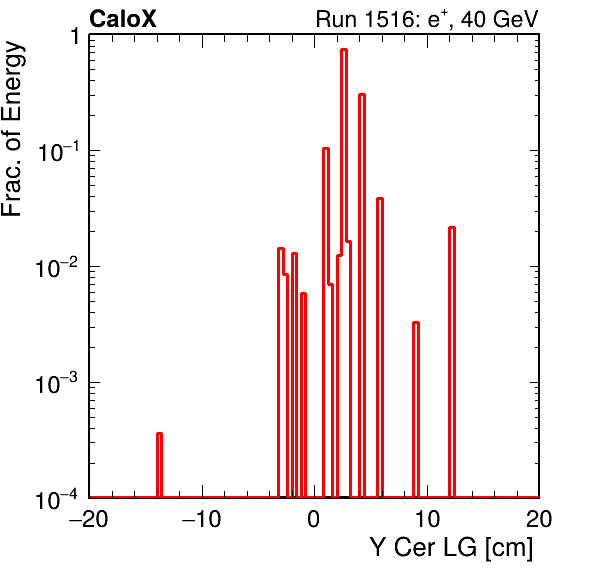 CaloX Run 1516: e⁺, 40 GeV
Frac. of Energy
1
10⁻¹
10⁻²
10⁻³
10⁻⁴
−20 −10 0 10 20
Y Cer LG [cm]